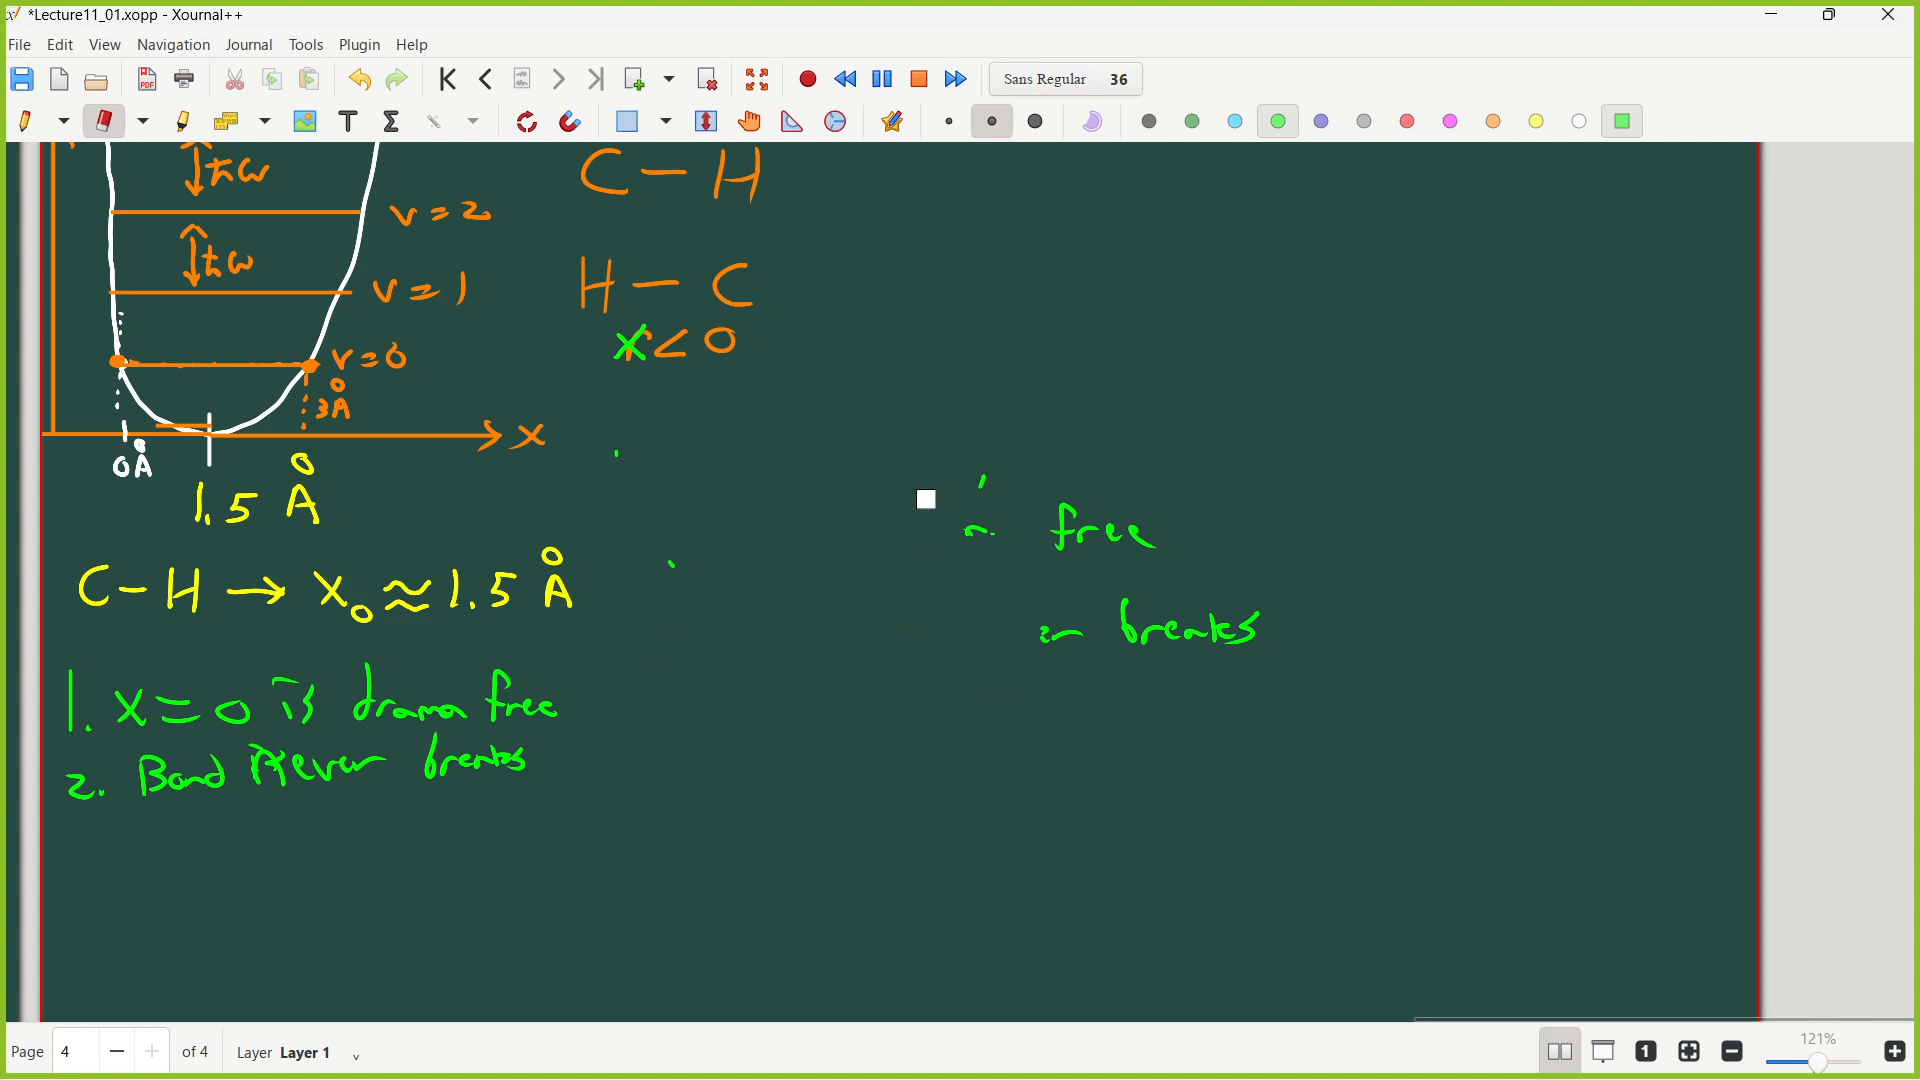 *Lecture11_01.xopp - Xournal++
File Edit View Navigation Journal Tools Plugin Help
Sans Regular 36
ħω
C – H
v = 2
ħω
H – C
v = 1
x < 0
v = 0
3Å
x
0Å
1.5 Å
free
C – H → x₀ ≈ 1.5 Å
breaks
1. x = 0 is drama free
2. Bond Never breaks
Page 4 of 4 Layer Layer 1
1
121%